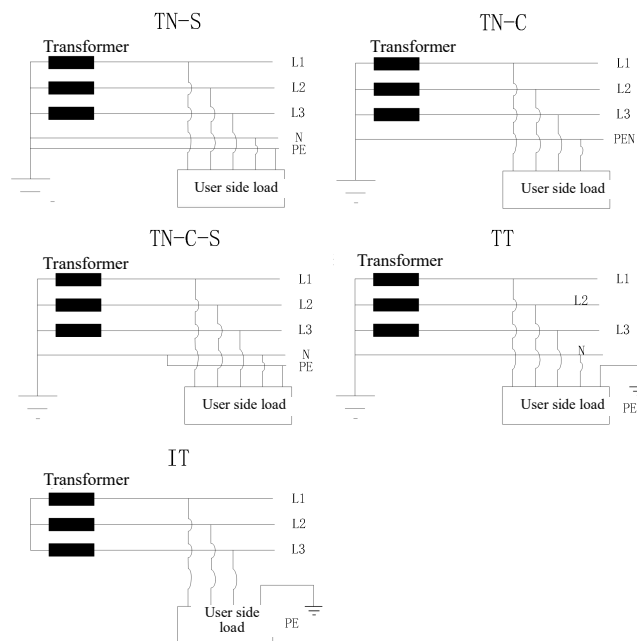 TN-S
Transformer
L1
L2
L3
N
PE
User side load
TN-C
Transformer
L1
L2
L3
PEN
User side load
TN-C-S
Transformer
L1
L2
L3
N
PE
User side load
TT
Transformer
L1
L2
L3
N
User side load
PE
IT
Transformer
L1
L2
L3
User side
load
PE